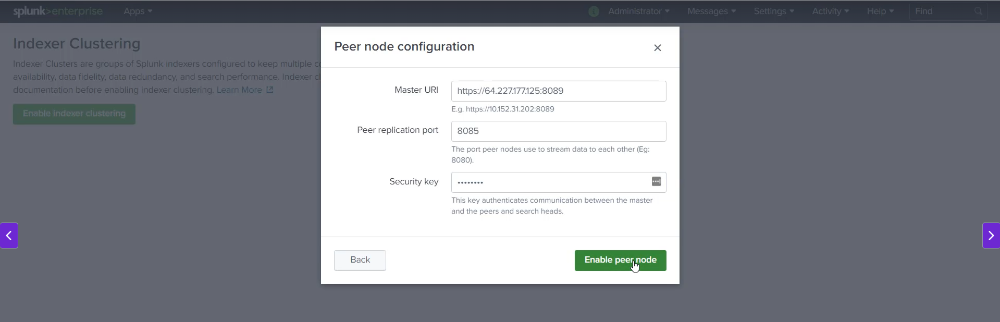 splunk>enterprise Apps Administrator Messages Settings Activity Help Find
Indexer Clustering
Indexer Clusters are groups of Splunk indexers configured to keep multiple
availability, data fidelity, data redundancy, and search performance. Indexer
documentation before enabling indexer clustering. Learn More
Enable indexer clustering
Peer node configuration
Master URI https://64.227.177.125:8089
E.g. https://10.152.31.202:8089
Peer replication port 8085
The port peer nodes use to stream data to each other (Eg:
8080).
Security key ••••••••
This key authenticates communication between the master
and the peers and search heads.
Back Enable peer node